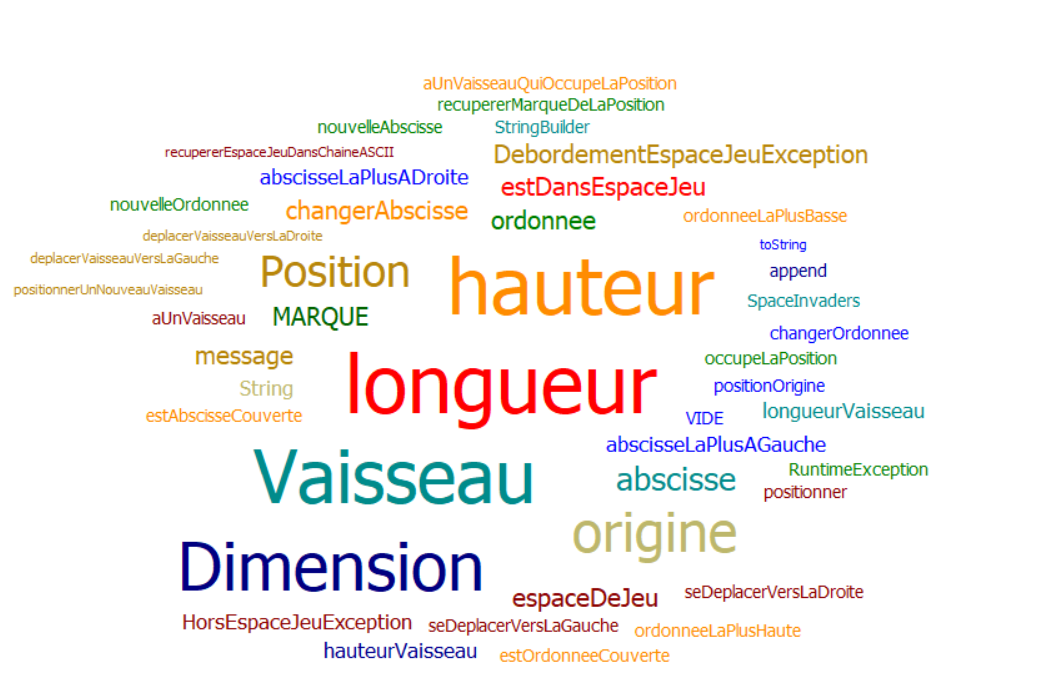 aUnVaisseauQuiOccupeLaPosition
recupererMarqueDeLaPosition
nouvelleAbscisse StringBuilder
recupererEspaceJeuDansChaineASCII DebordementEspaceJeuException
abscisseLaPlusADroite estDansEspaceJeu
nouvelleOrdonnee changerAbscisse ordonnee ordonneeLaPlusBasse
deplacerVaisseauVersLaDroite toString
deplacerVaisseauVersLaGauche Position hauteur append
positionnerUnNouveauVaisseau SpaceInvaders
aUnVaisseau MARQUE changerOrdonnee
message occupeLaPosition
String longueur positionOrigine
estAbscisseCouverte VIDE longueurVaisseau
abscisseLaPlusAGauche
Vaisseau abscisse RuntimeException
positionner
origine
Dimension
espaceDeJeu seDeplacerVersLaDroite
HorsEspaceJeuException seDeplacerVersLaGauche ordonneeLaPlusHaute
hauteurVaisseau estOrdonneeCouverte